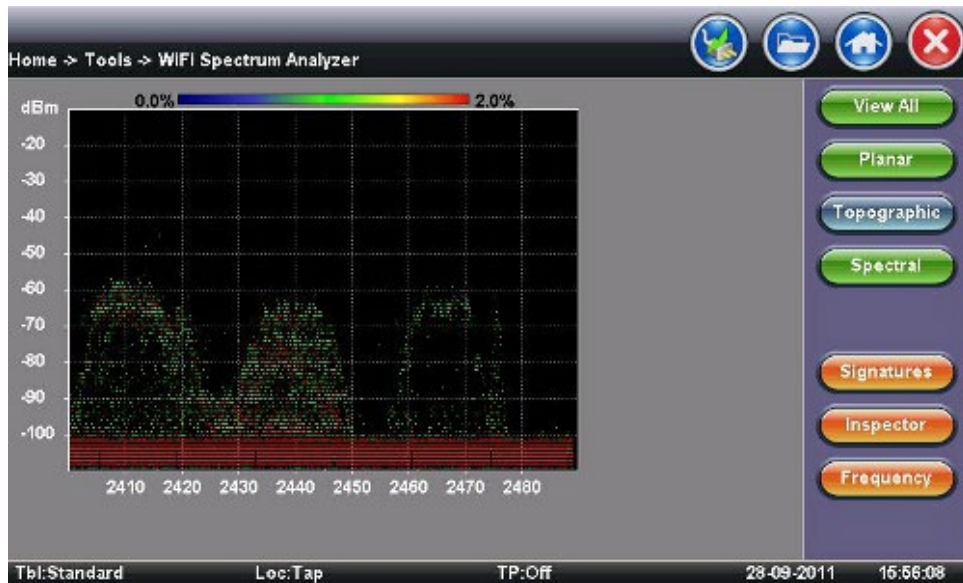 Home -> Tools -> WIFI Spectrum Analyzer
dBm
0.0%
2.0%
-20
-30
-40
-50
-60
-70
-80
-90
-100
2410 2420 2430 2440 2450 2460 2470 2480
View All
Planar
Topographic
Spectral
Signatures
Inspector
Frequency
Tbl:Standard Loc:Tap TP:Off 28-09-2011 15:56:08